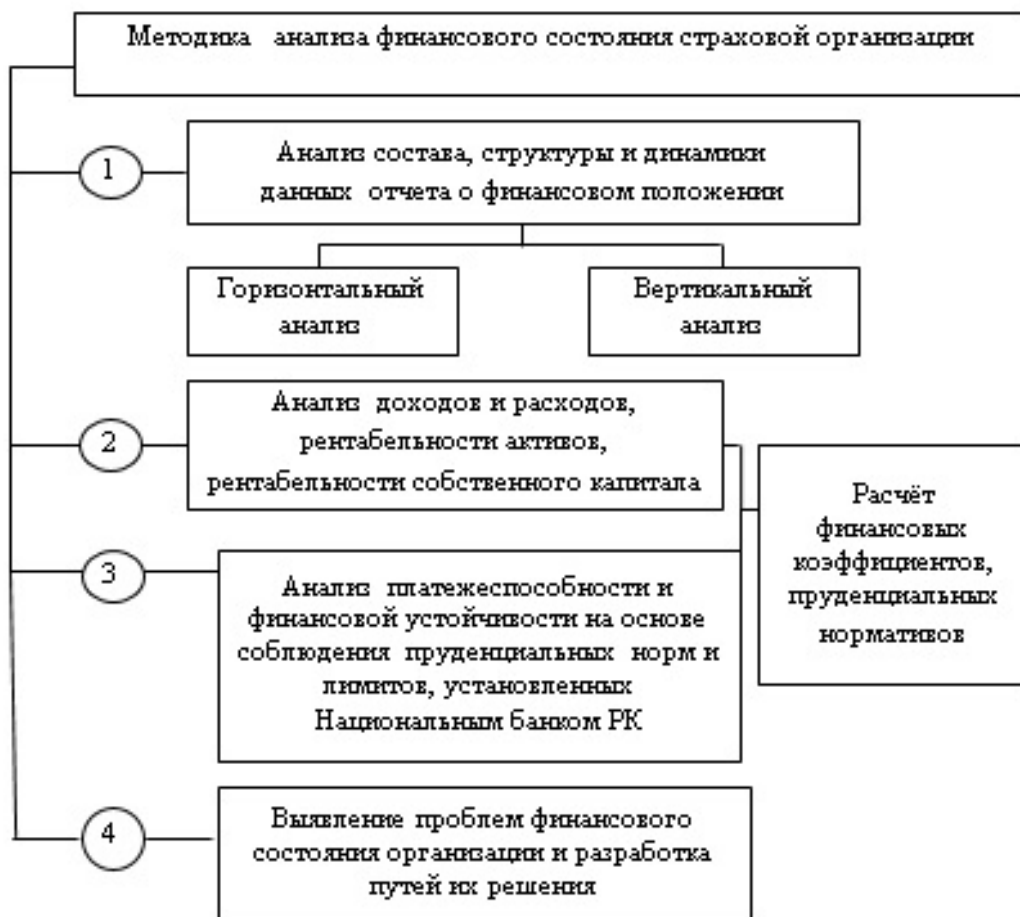 Методика анализа финансового состояния страховой организации
1
Анализ состава, структуры и динамики
данных отчета о финансовом положении
Горизонтальный
анализ
Вертикальный
анализ
2
Анализ доходов и расходов,
рентабельности активов,
рентабельности собственного капитала
Расчёт
финансовых
коэффициентов,
пруденциальных
нормативов
3
Анализ платежеспособности и
финансовой устойчивости на основе
соблюдения пруденциальных норм и
лимитов, установленных
Национальным банком РК
4
Выявление проблем финансового
состояния организации и разработка
путей их решения